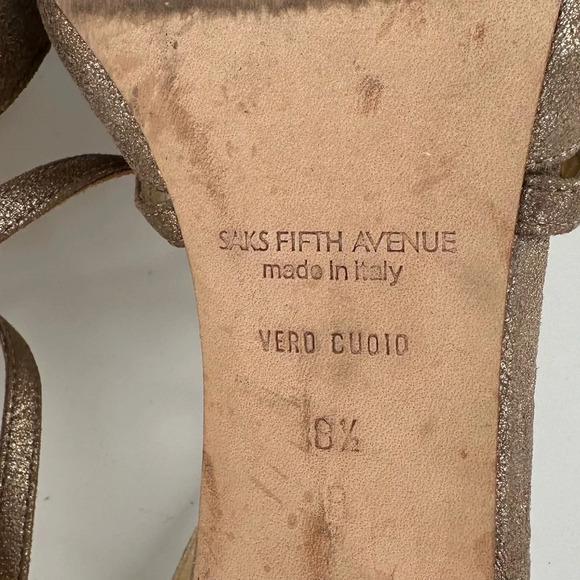 SAKS FIFTH AVENUE
made in Italy
VERO CUOIO
8½